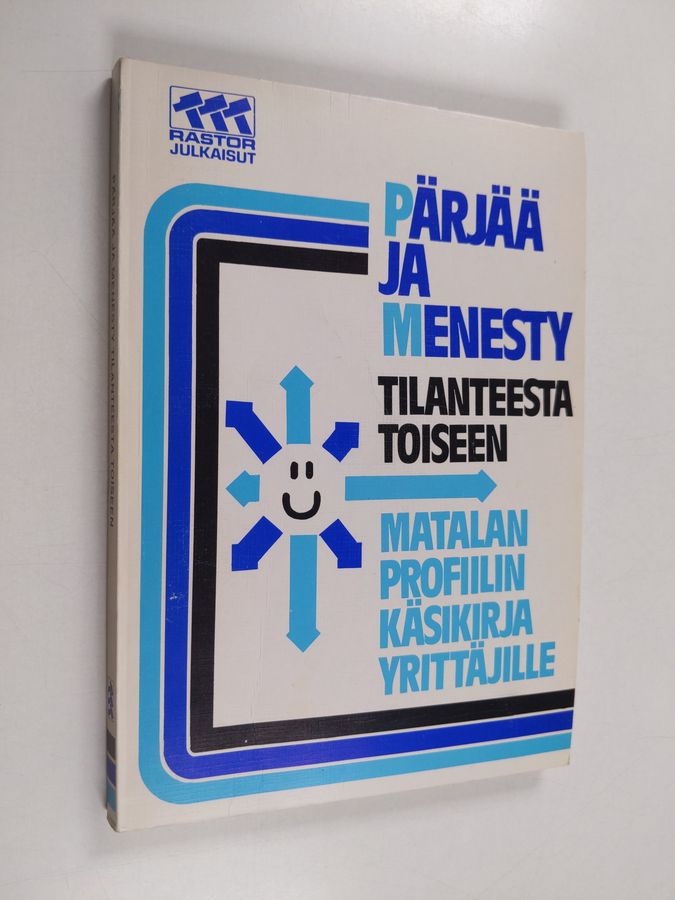 RASTOR
JULKAISUT
PÄRJÄÄ
JA
MENESTY
TILANTEESTA
TOISEEN
MATALAN
PROFIILIN
KÄSIKIRJA
YRITTÄJILLE
PÄRJÄÄ JA MENESTY TILANTEESTA TOISEEN